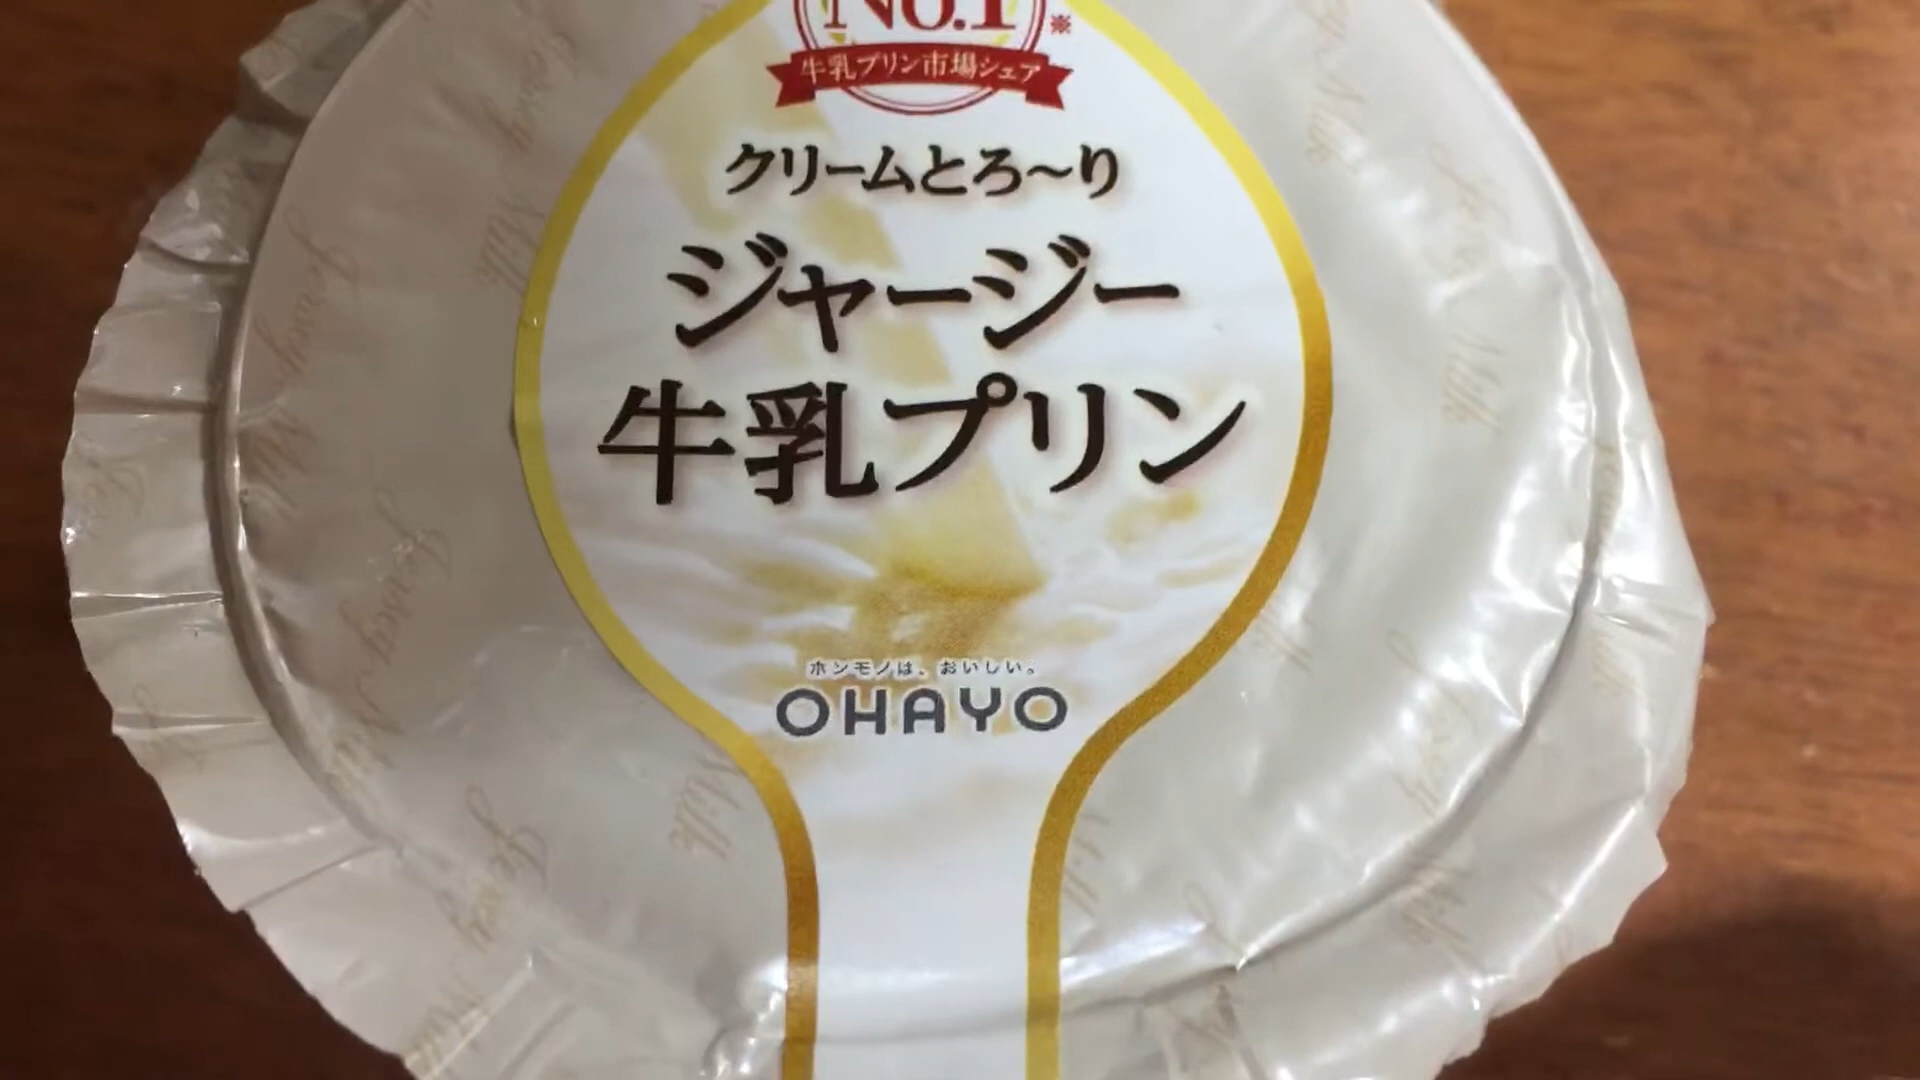 No.1※
牛乳プリン市場シェア
クリームとろ〜り
ジャージー
牛乳プリン
ホンモノは、おいしい。
OHAYO
Jersey Milk